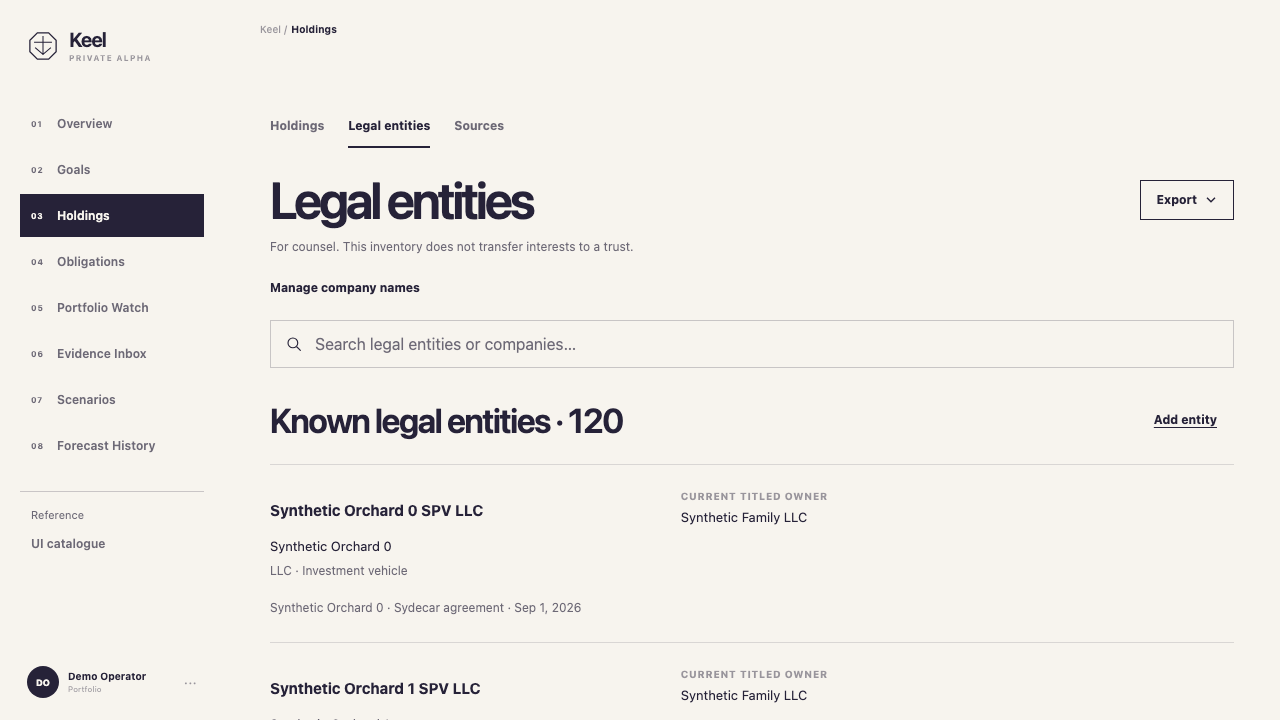 Keel
PRIVATE ALPHA
Keel / Holdings
01 Overview
02 Goals
03 Holdings
04 Obligations
05 Portfolio Watch
06 Evidence Inbox
07 Scenarios
08 Forecast History
Reference
UI catalogue
DO
Demo Operator
Portfolio
...
Holdings Legal entities Sources
Legal entities
Export
For counsel. This inventory does not transfer interests to a trust.
Manage company names
Search legal entities or companies...
Known legal entities · 120
Add entity
Synthetic Orchard 0 SPV LLC
Synthetic Orchard 0
LLC · Investment vehicle
Synthetic Orchard 0 · Sydecar agreement · Sep 1, 2026
CURRENT TITLED OWNER
Synthetic Family LLC
Synthetic Orchard 1 SPV LLC
CURRENT TITLED OWNER
Synthetic Family LLC